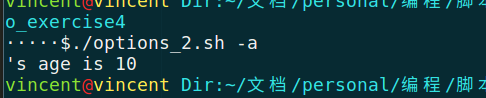 vincent@vincent Dir:~/文档/personal/编程/脚本
o_exercise4
·····$./options_2.sh -a
's age is 10
vincent@vincent Dir:~/文档/personal/编程/脚